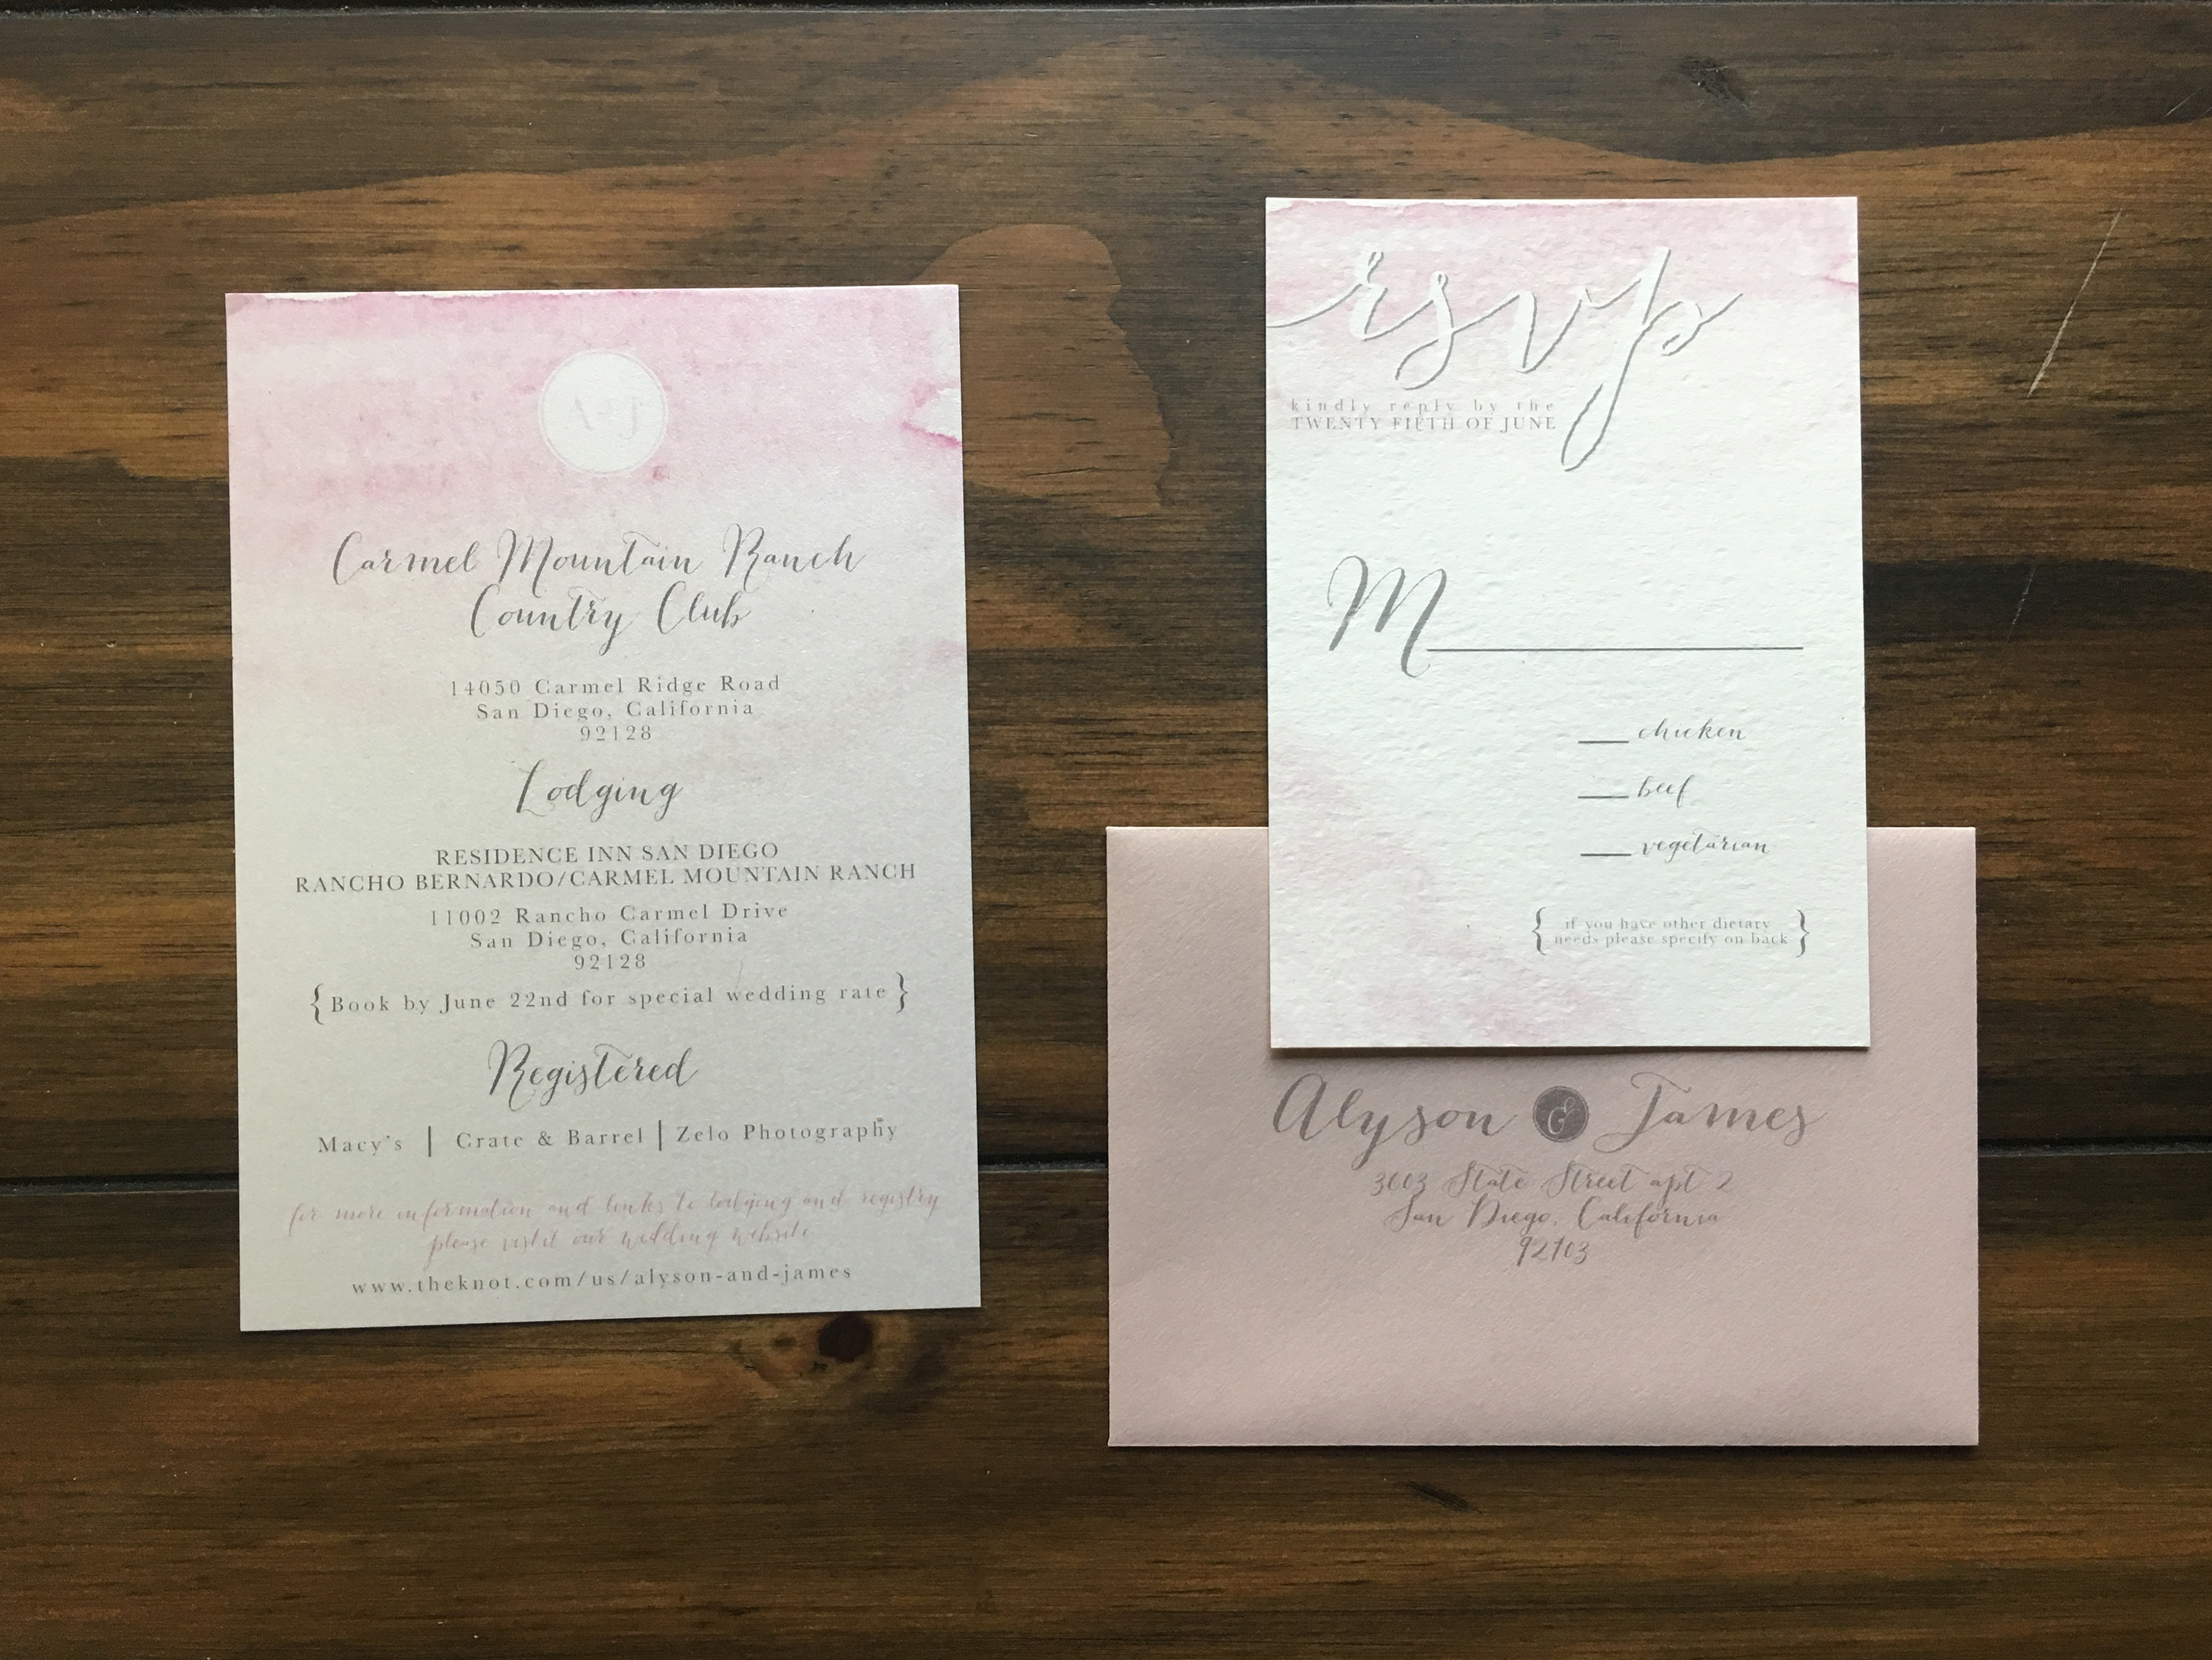 A+J
Carmel Mountain Ranch
Country Club
14050 Carmel Ridge Road
San Diego, California
92128
Lodging
RESIDENCE INN SAN DIEGO
RANCHO BERNARDO/CARMEL MOUNTAIN RANCH
11002 Rancho Carmel Drive
San Diego, California
92128
{Book by June 22nd for special wedding rate}
Registered
Macy's | Crate & Barrel | Zelo Photography
for more information and links to lodging and registry
please visit our wedding website
www.theknot.com/us/alyson-and-james
rsvp
kindly reply by the
TWENTY FIFTH OF JUNE
M
chicken
beef
vegetarian
{if you have other dietary
needs please specify on back}
Alyson & James
3603 State Street apt 2
San Diego, California
92103